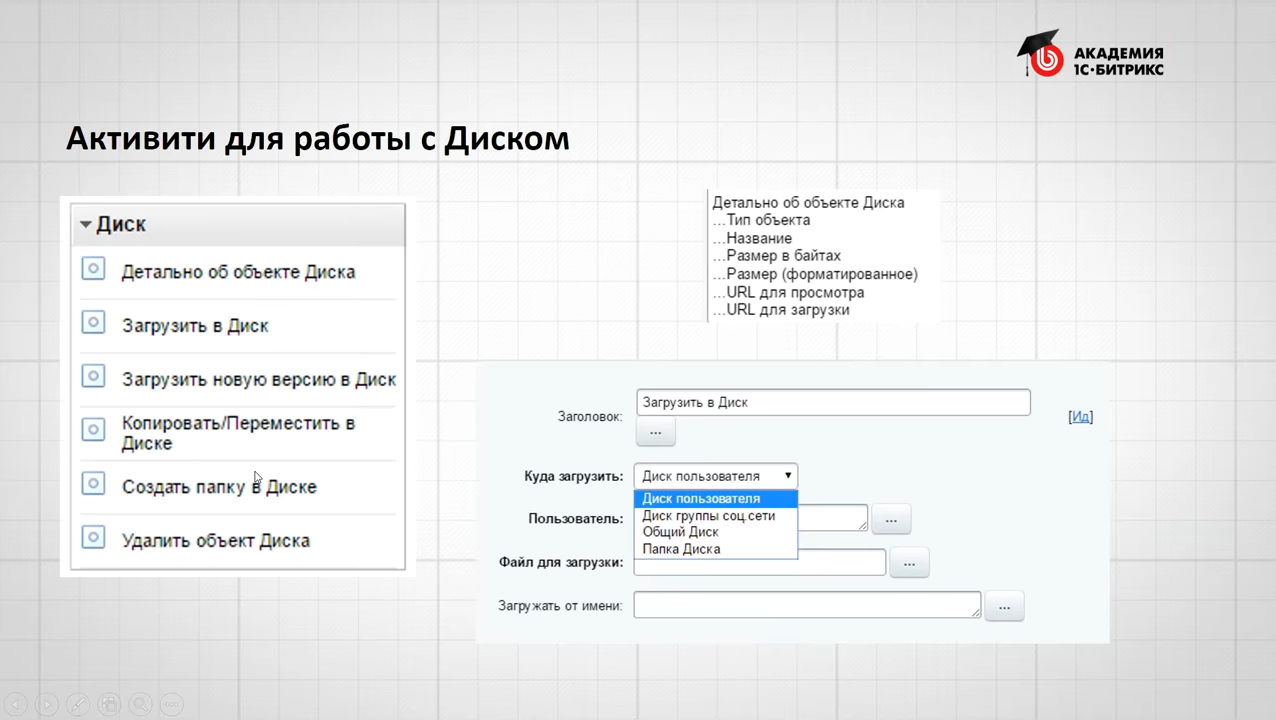 АКАДЕМИЯ
1С•БИТРИКС
Активити для работы с Диском
Диск
Детально об объекте Диска
Загрузить в Диск
Загрузить новую версию в Диск
Копировать/Переместить в
Диске
Создать папку в Диске
Удалить объект Диска
Детально об объекте Диска
...Тип объекта
...Название
...Размер в байтах
...Размер (форматированное)
...URL для просмотра
...URL для загрузки
Заголовок: Загрузить в Диск [Ид]
...
Куда загрузить: Диск пользователя
Диск пользователя
Диск группы соц.сети
Общий Диск
Папка Диска
Пользователь: ...
Файл для загрузки: ...
Загружать от имени: ...